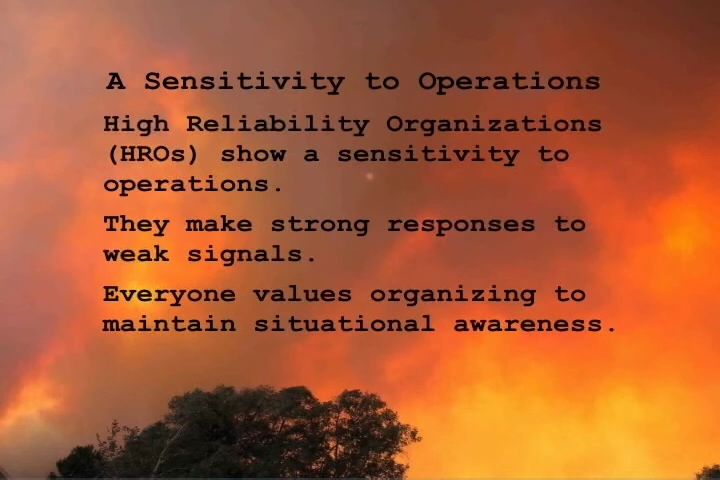 A Sensitivity to Operations
High Reliability Organizations
(HROs) show a sensitivity to
operations.
They make strong responses to
weak signals.
Everyone values organizing to
maintain situational awareness.